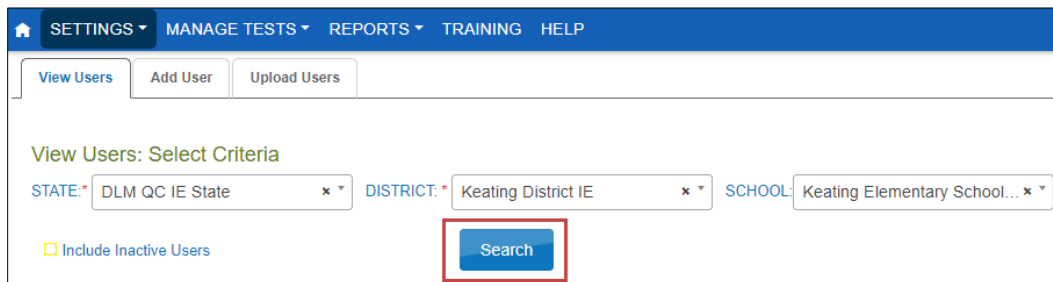 SETTINGS MANAGE TESTS REPORTS TRAINING HELP
View Users Add User Upload Users
View Users: Select Criteria
STATE:* DLM QC IE State × DISTRICT: * Keating District IE × SCHOOL: Keating Elementary School... ×
Include Inactive Users Search